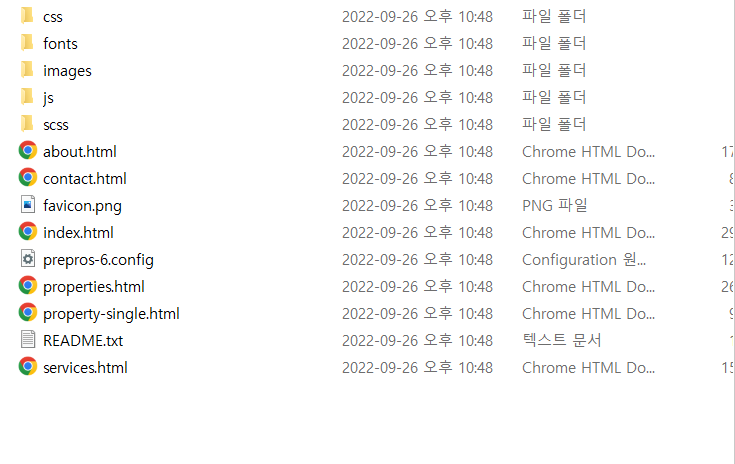 css 2022-09-26 오후 10:48 파일 폴더
fonts 2022-09-26 오후 10:48 파일 폴더
images 2022-09-26 오후 10:48 파일 폴더
js 2022-09-26 오후 10:48 파일 폴더
scss 2022-09-26 오후 10:48 파일 폴더
about.html 2022-09-26 오후 10:48 Chrome HTML Do... 17
contact.html 2022-09-26 오후 10:48 Chrome HTML Do...
favicon.png 2022-09-26 오후 10:48 PNG 파일
index.html 2022-09-26 오후 10:48 Chrome HTML Do... 29
prepros-6.config 2022-09-26 오후 10:48 Configuration 원... 12
properties.html 2022-09-26 오후 10:48 Chrome HTML Do... 26
property-single.html 2022-09-26 오후 10:48 Chrome HTML Do...
README.txt 2022-09-26 오후 10:48 텍스트 문서
services.html 2022-09-26 오후 10:48 Chrome HTML Do... 15